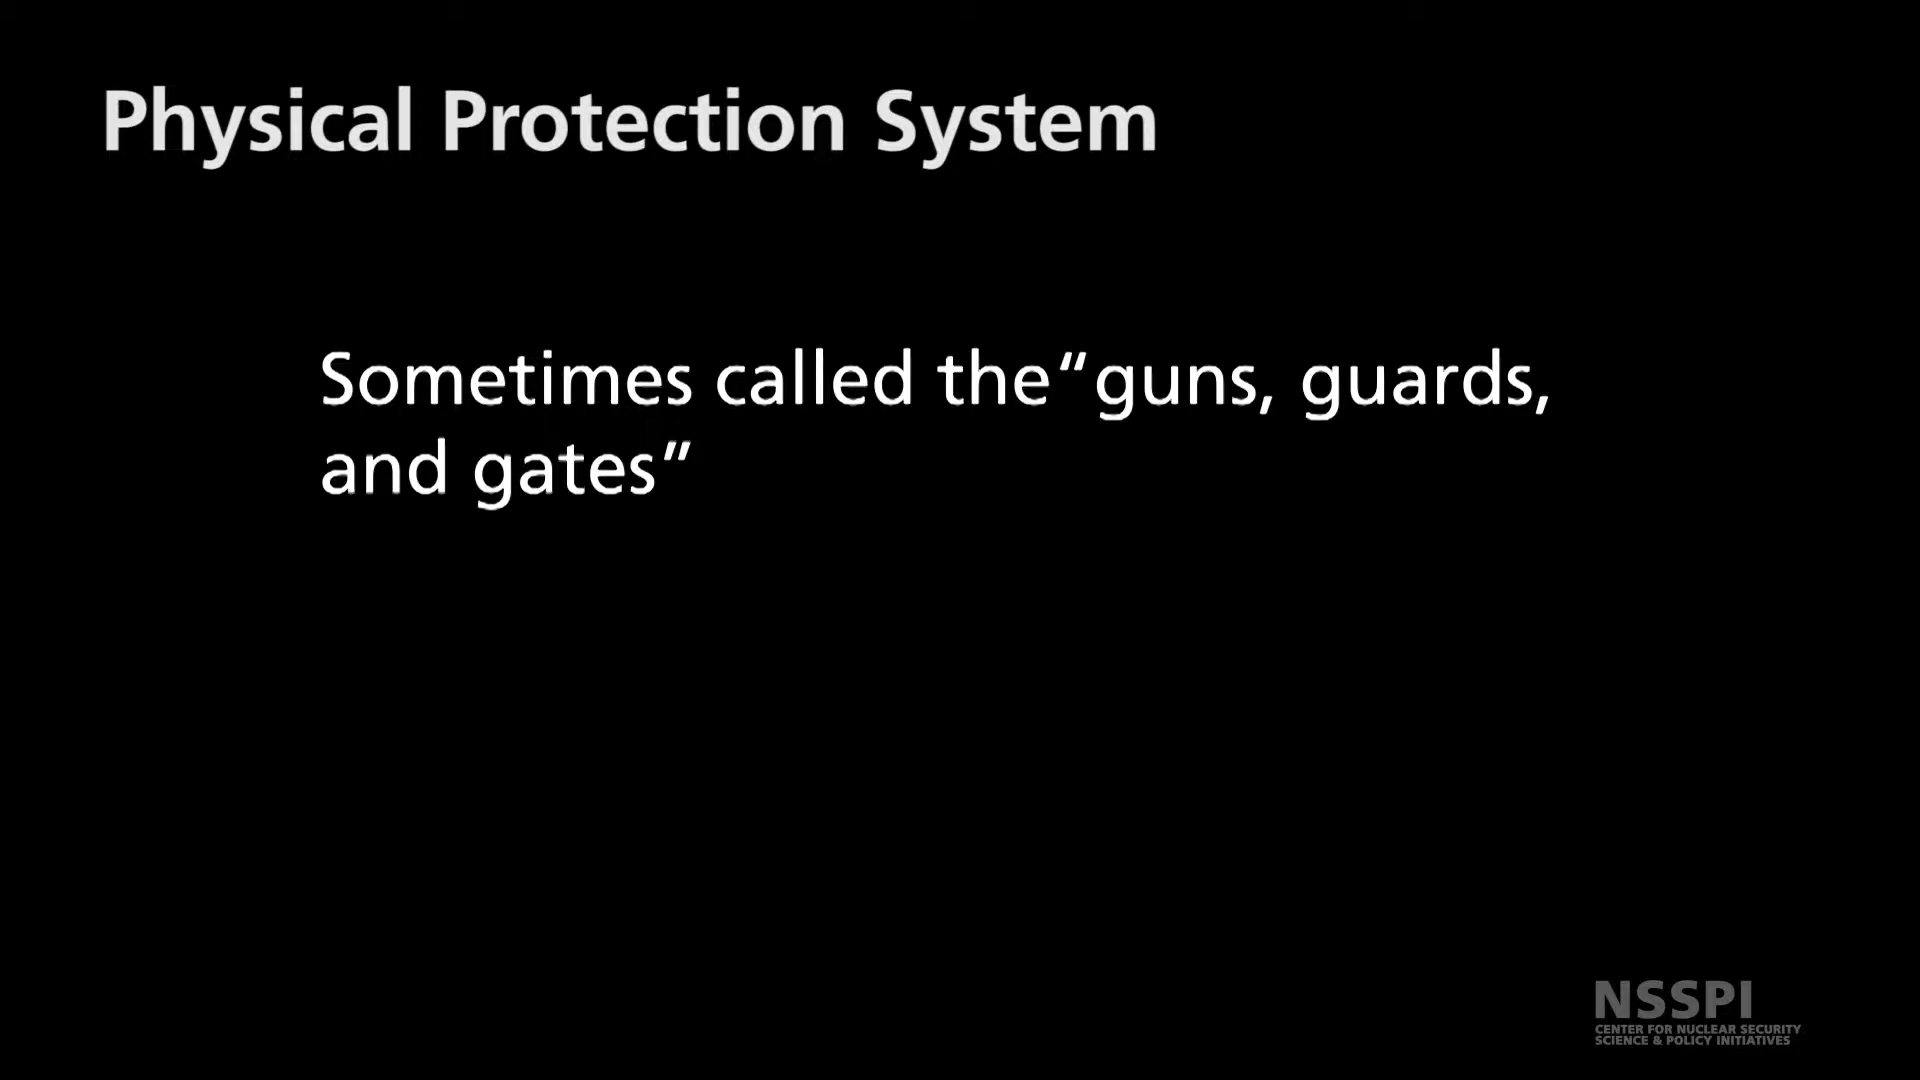 Physical Protection System
Sometimes called the“guns, guards,
and gates”
NSSPI
CENTER FOR NUCLEAR SECURITY
SCIENCE & POLICY INITIATIVES